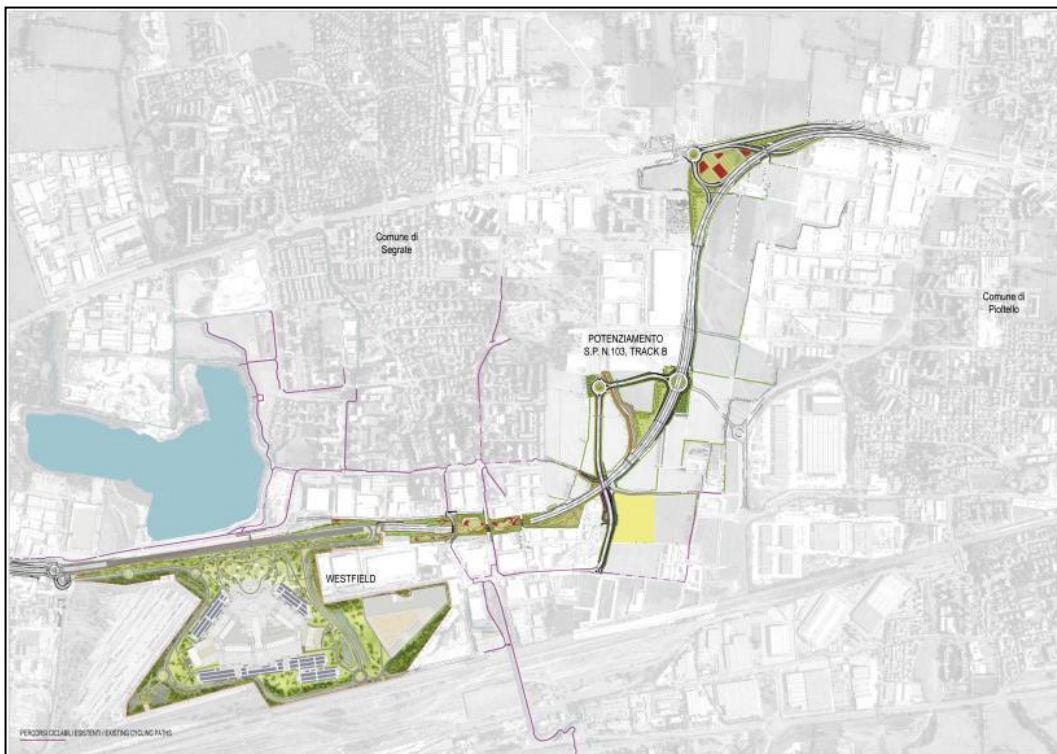 Comune di
Segrate
Comune di
Pioltello
POTENZIAMENTO
S.P. N.103, TRACK B
WESTFIELD
PERCORSI CICLABILI ESISTENTI / EXISTING CYCLING PATHS